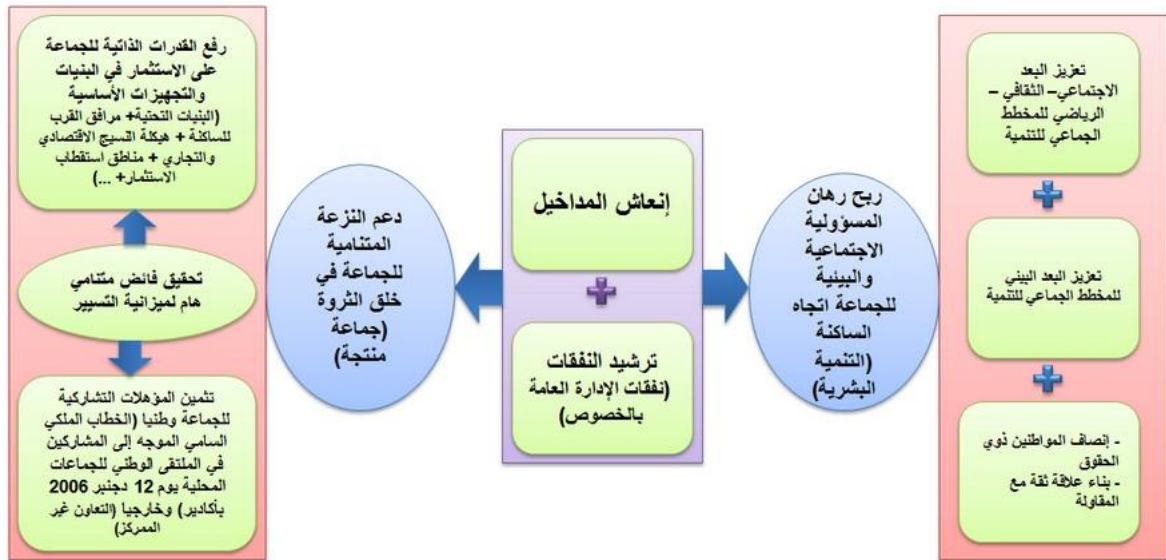 تعزيز البعد
الاجتماعي– الثقافي –
الرياضي للمخطط
الجماعي للتنمية
تعزيز البعد البيئي
للمخطط الجماعي للتنمية
- إنصاف المواطنين ذوي
الحقوق
- بناء علاقة ثقة مع
المقاولة
ربح رهان
المسؤولية
الاجتماعية
والبيئية
للجماعة اتجاه
الساكنة
(التنمية
البشرية)
إنعاش المداخيل
ترشيد النفقات
(نفقات الإدارة العامة
بالخصوص)
دعم النزعة
المتنامية
للجماعة في
خلق الثروة
(جماعة
منتجة)
رفع القدرات الذاتية للجماعة
على الاستثمار في البنيات
والتجهيزات الأساسية
(البنيات التحتية+ مرافق القرب
للساكنة + هيكلة النسيج الاقتصادي
والتجاري + مناطق استقطاب
الاستثمار+ ...)
تحقيق فائض متنامي
هام لميزانية التسيير
تثمين المؤهلات التشاركية
للجماعة وطنيا (الخطاب الملكي
السامي الموجه إلى المشاركين
في الملتقى الوطني للجماعات
المحلية يوم 12 دجنبر 2006
بأكادير) وخارجيا (التعاون غير
الممركز)